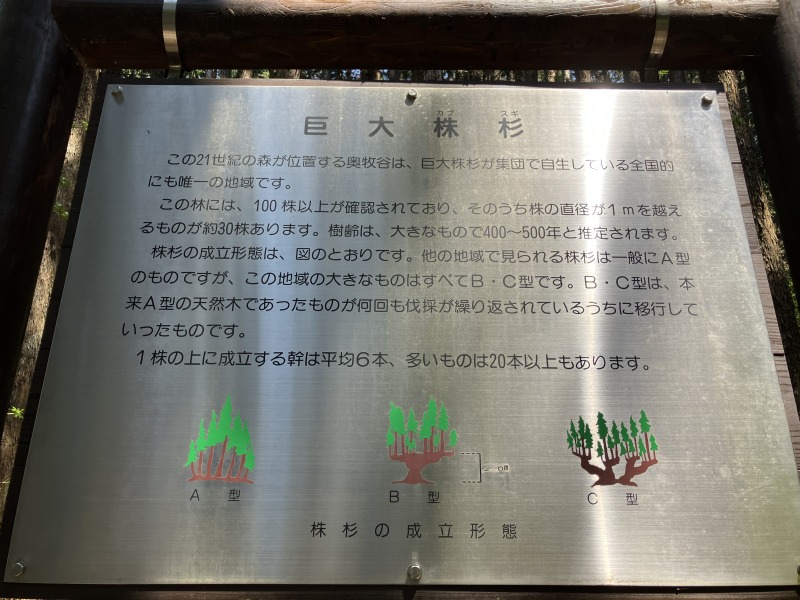 カブ スギ
巨大株杉
この21世紀の森が位置する奥牧谷は、巨大株杉が集団で自生している全国的
にも唯一の地域です。
この林には、100株以上が確認されており、そのうち株の直径が1mを越え
るものが約30株あります。樹齢は、大きなもので400～500年と推定されます。
株杉の成立形態は、図のとおりです。他の地域で見られる株杉は一般にA型
のものですが、この地域の大きなものはすべてB・C型です。B・C型は、本
来A型の天然木であったものが何回も伐採が繰り返されているうちに移行して
いったものです。
1株の上に成立する幹は平均6本、多いものは20本以上もあります。
A型 B型 C型
株杉の成立形態